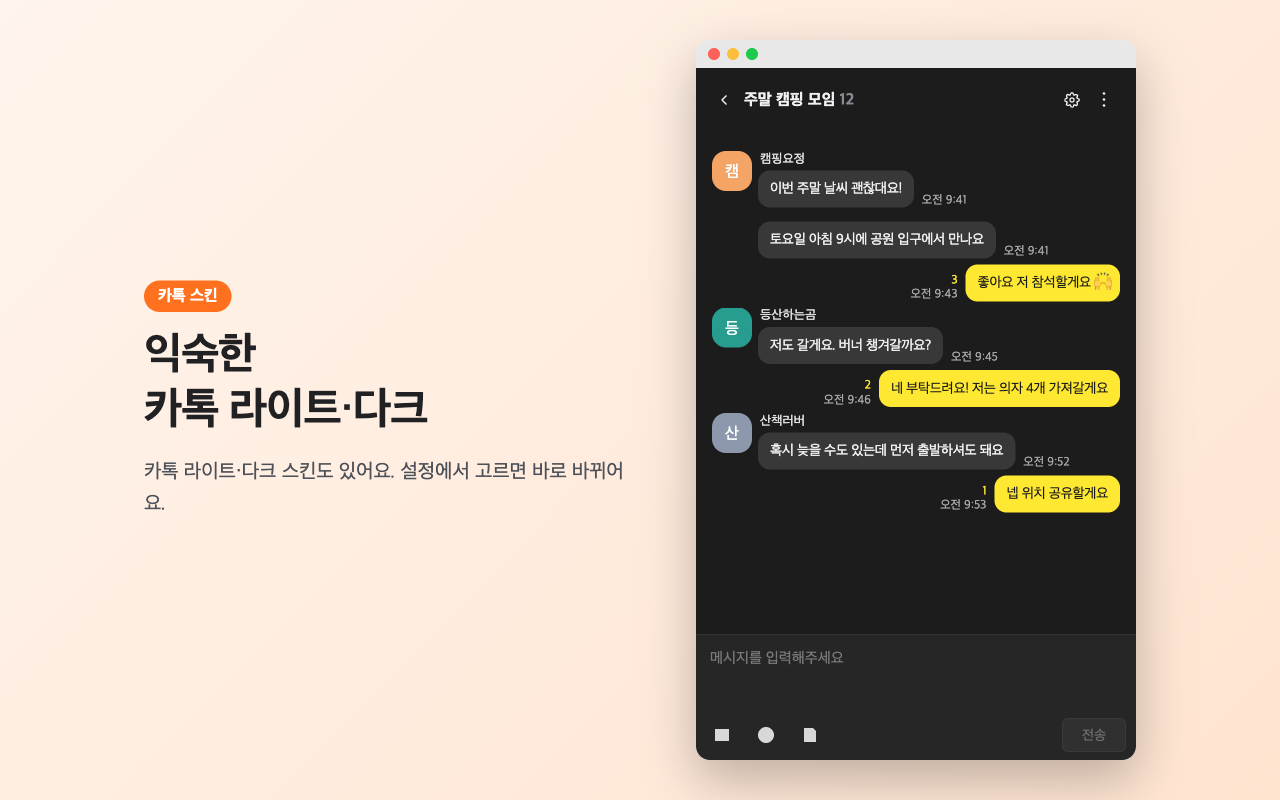 카톡 스킨
익숙한
카톡 라이트·다크
카톡 라이트·다크 스킨도 있어요. 설정에서 고르면 바로 바뀌어
요.
주말 캠핑 모임 12
캠
캠핑요정
이번 주말 날씨 괜찮대요!
오전 9:41
토요일 아침 9시에 공원 입구에서 만나요
오전 9:41
3
오전 9:43
좋아요 저 참석할게요 🙌
등
등산하는곰
저도 갈게요. 버너 챙겨갈까요?
오전 9:45
2
오전 9:46
네 부탁드려요! 저는 의자 4개 가져갈게요
산
산책러버
혹시 늦을 수도 있는데 먼저 출발하셔도 돼요
오전 9:52
1
오전 9:53
넵 위치 공유할게요
메시지를 입력해주세요
전송